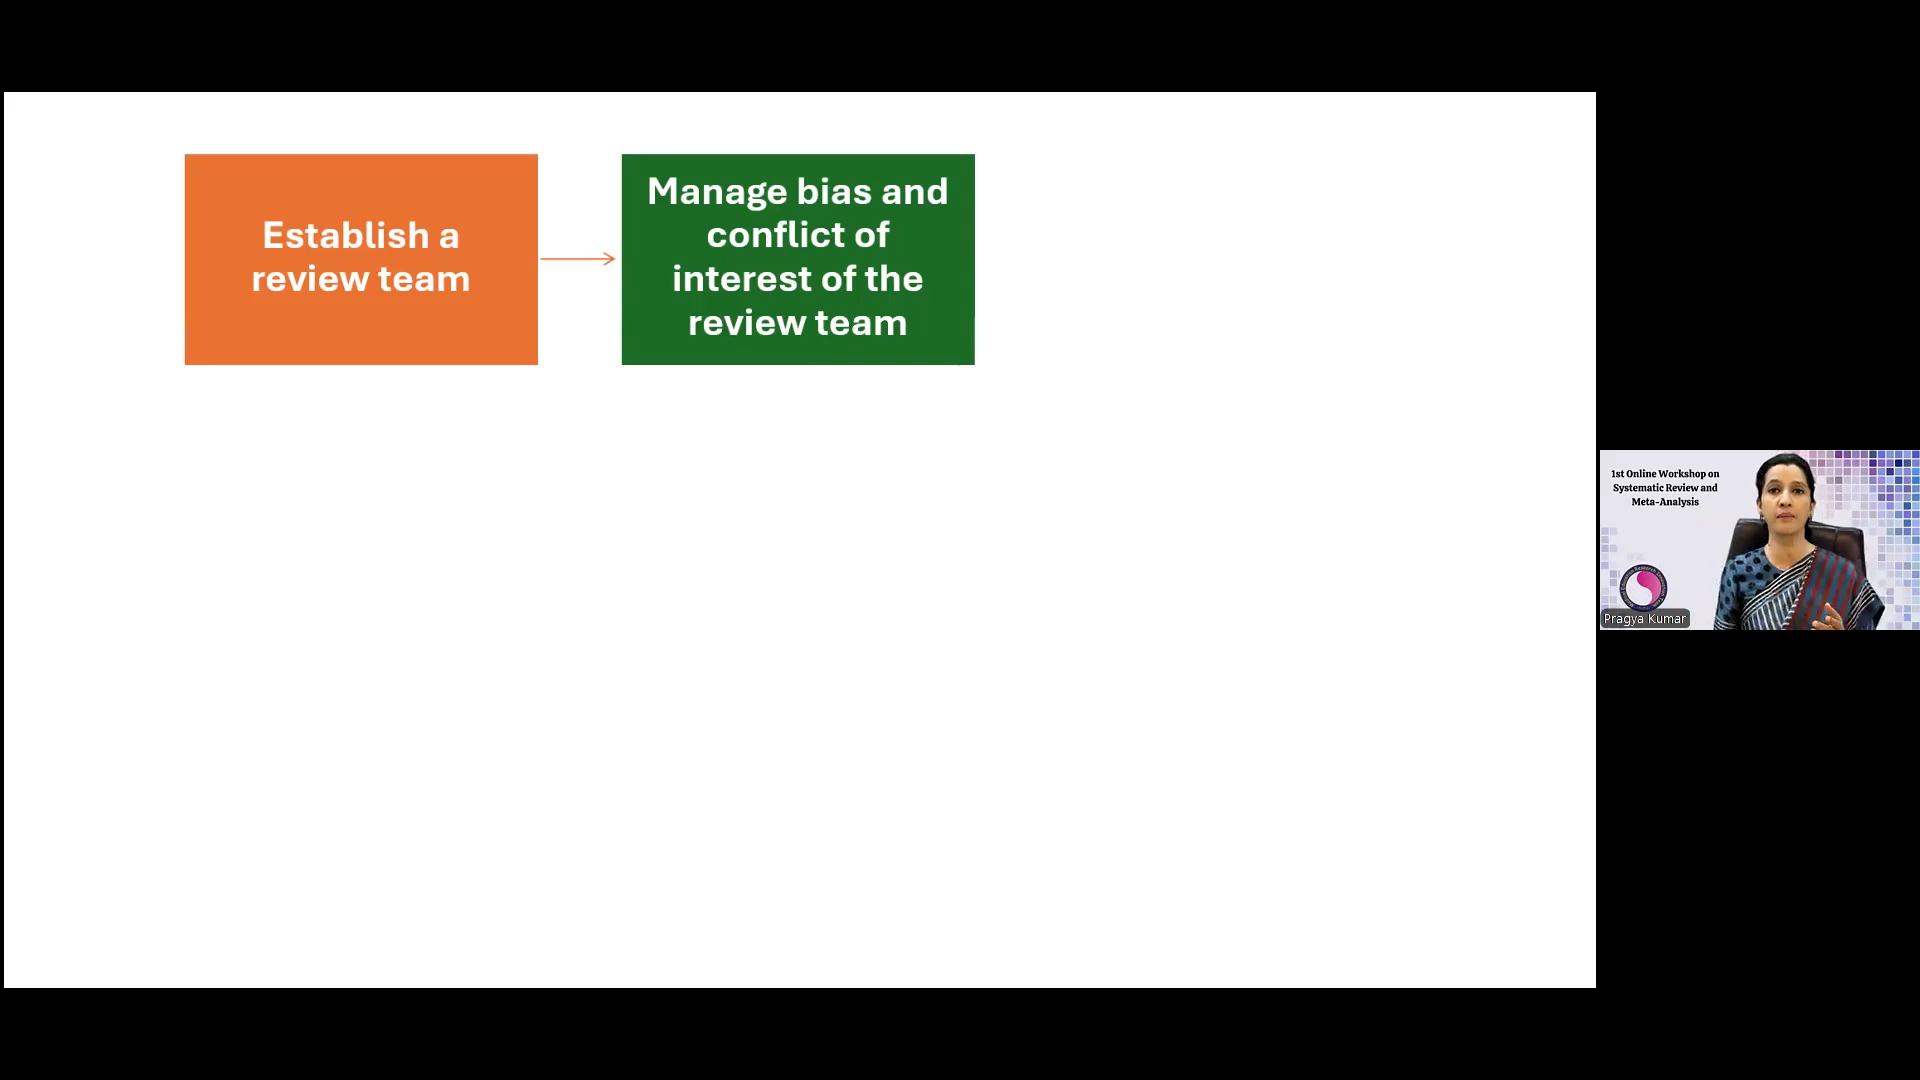 Establish a
review team
Manage bias and
conflict of
interest of the
review team
1st Online Workshop on
Systematic Review and
Meta-Analysis
Pragya Kumar